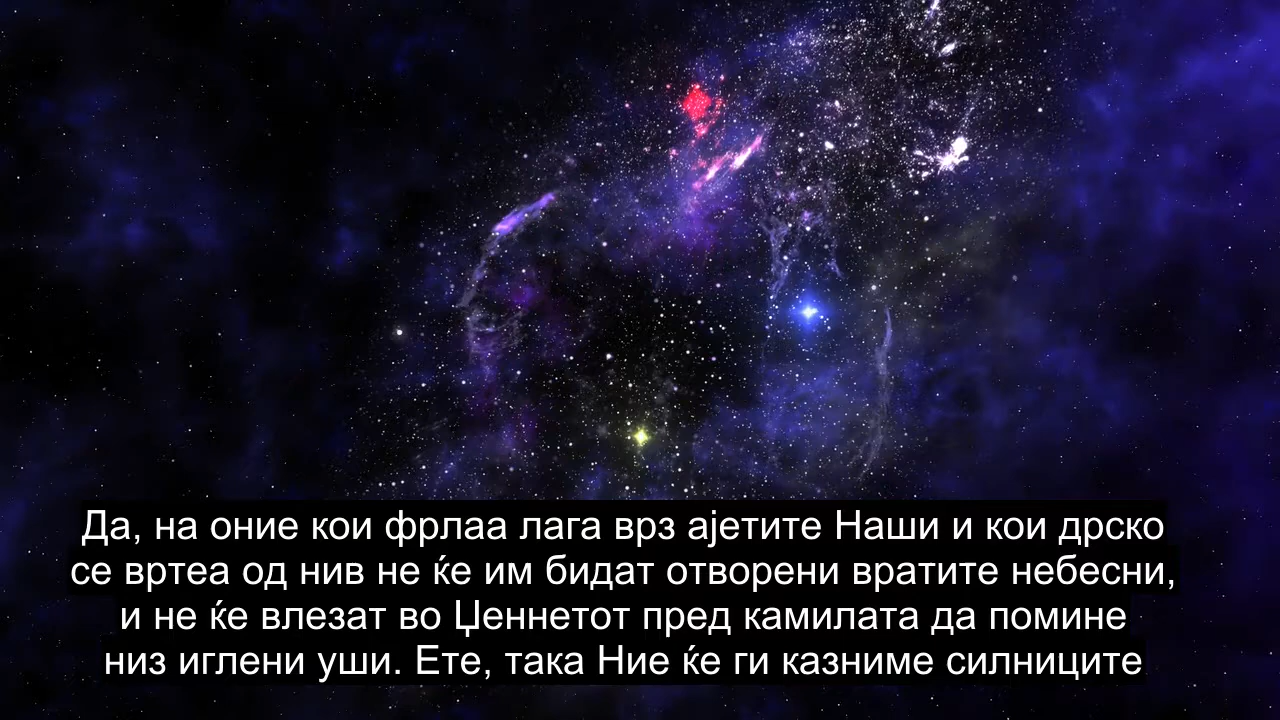 Да, на оние кои фрлаа лага врз ајетите Наши и кои дрско
се вртеа од нив не ќе им бидат отворени вратите небесни,
и не ќе влезат во Џеннетот пред камилата да помине
низ иглени уши. Ете, така Ние ќе ги казниме силниците